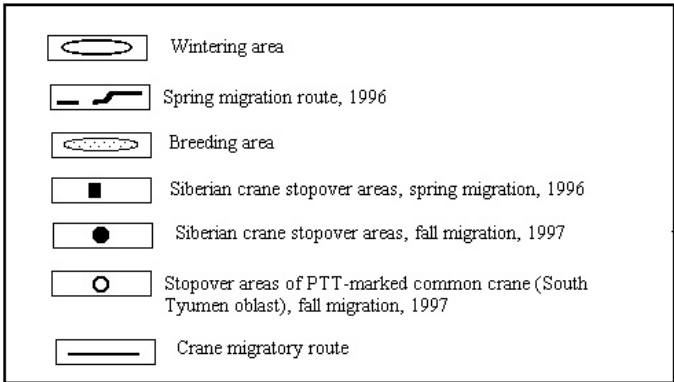 Wintering area
Spring migration route, 1996
Breeding area
Siberian crane stopover areas, spring migration, 1996
Siberian crane stopover areas, fall migration, 1997
Stopover areas of PTT-marked common crane (South
Tyumen oblast), fall migration, 1997
Crane migratory route